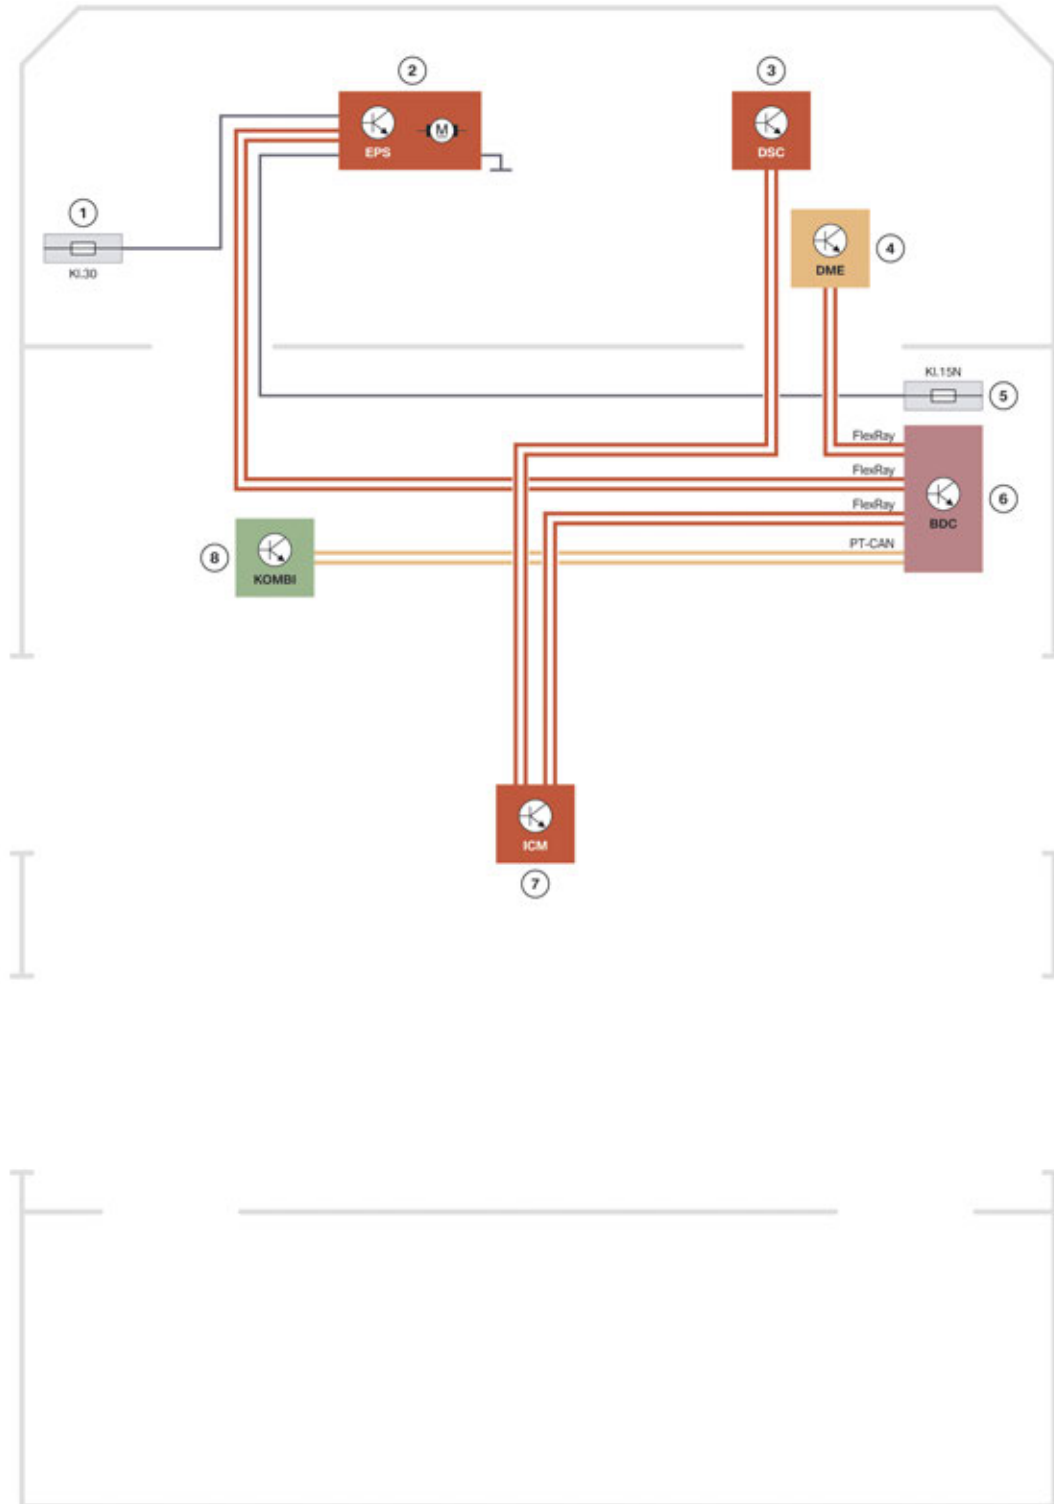 2
3
EPS
M
DSC
1
4
Kl.30
DME
Kl.15N
5
FlexRay
FlexRay
6
FlexRay
BDC
PT-CAN
8
KOMBI
ICM
7